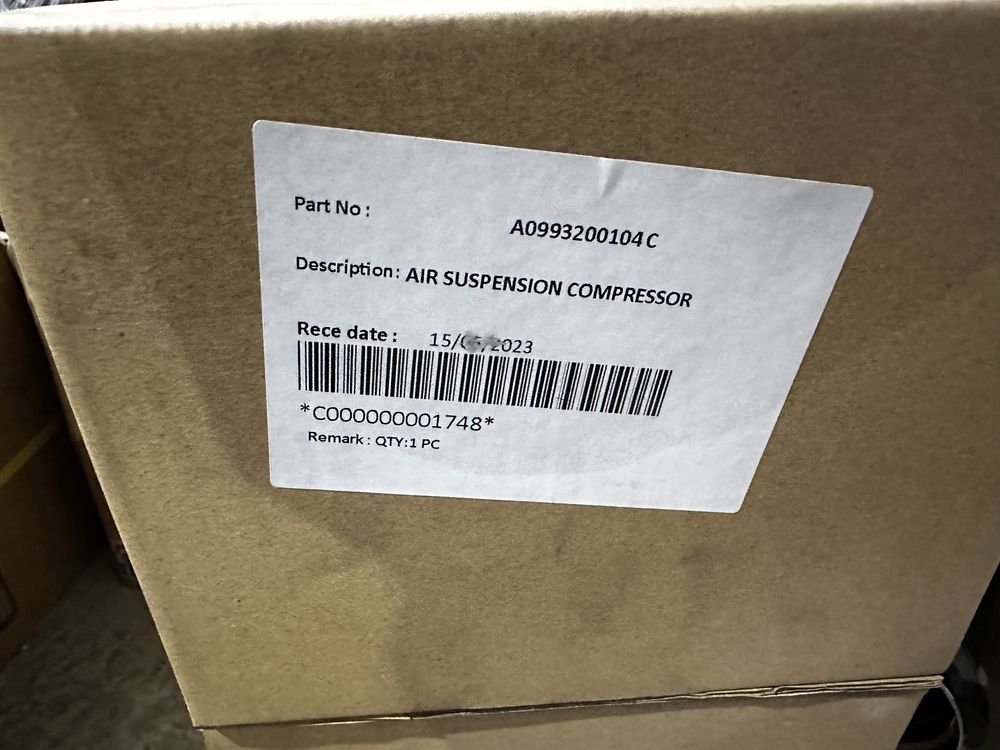 Part No :
A0993200104 C
Description: AIR SUSPENSION COMPRESSOR
Rece date :
*C000000001748*
Remark : QTY:1 PC